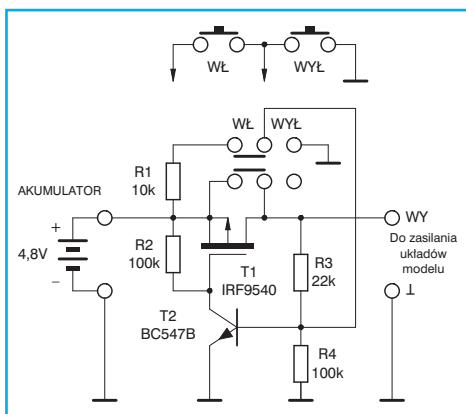 WŁ WYŁ
WŁ WYŁ
R1
10k
AKUMULATOR
+
4,8V
−
R2
100k
T1
IRF9540
T2
BC547B
R3
22k
R4
100k
WY
Do zasilania
układów
modelu
⊥